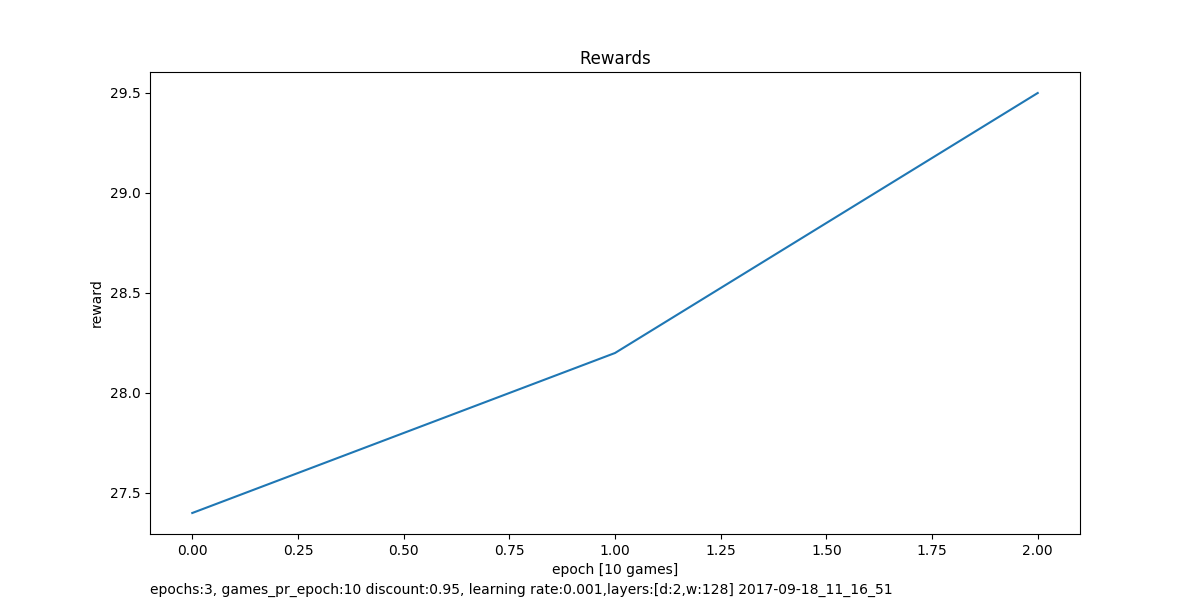 Rewards
29.5
29.0
28.5
28.0
27.5
reward
0.00 0.25 0.50 0.75 1.00 1.25 1.50 1.75 2.00
epoch [10 games]
epochs:3, games_pr_epoch:10 discount:0.95, learning rate:0.001,layers:[d:2,w:128] 2017-09-18_11_16_51